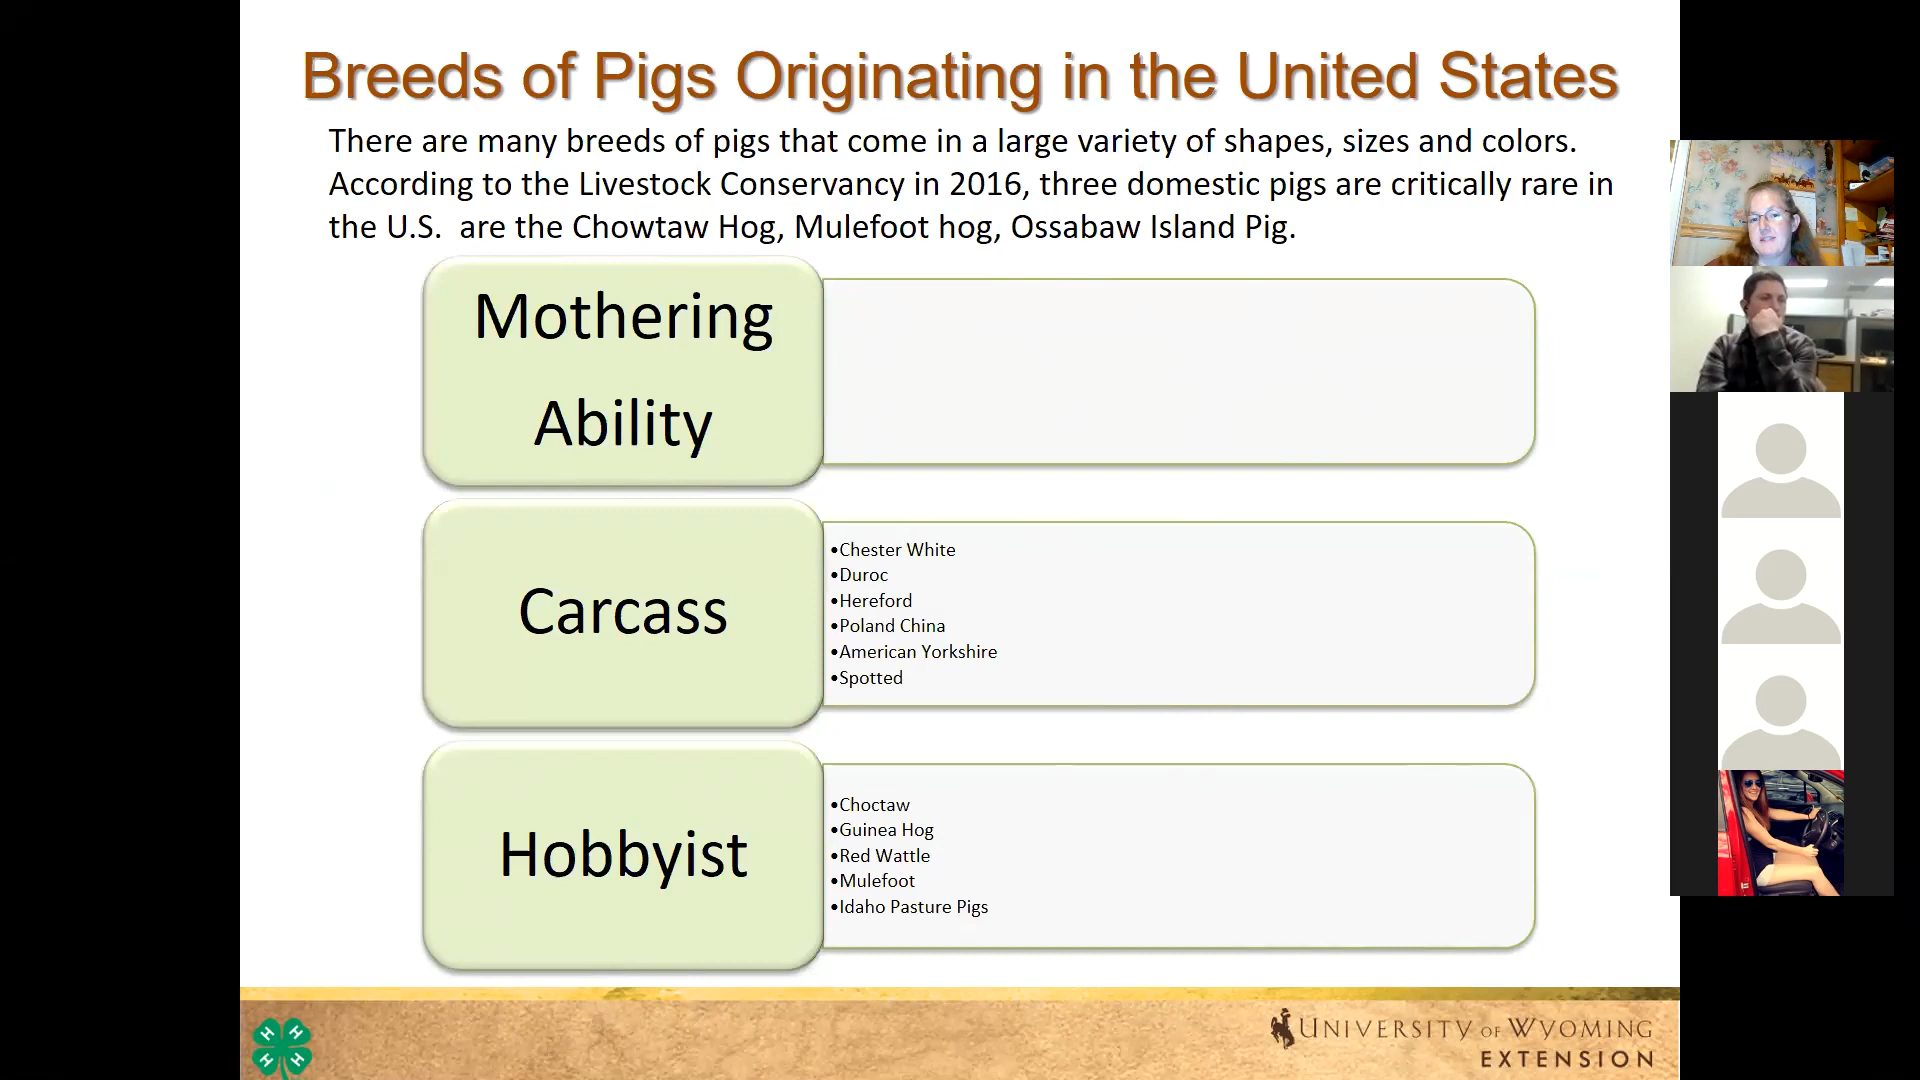 Breeds of Pigs Originating in the United States
There are many breeds of pigs that come in a large variety of shapes, sizes and colors.
According to the Livestock Conservancy in 2016, three domestic pigs are critically rare in
the U.S.  are the Chowtaw Hog, Mulefoot hog, Ossabaw Island Pig.
Mothering
Ability
Carcass
•Chester White
•Duroc
•Hereford
•Poland China
•American Yorkshire
•Spotted
Hobbyist
•Choctaw
•Guinea Hog
•Red Wattle
•Mulefoot
•Idaho Pasture Pigs
H H
H H
UNIVERSITY OF WYOMING
EXTENSION